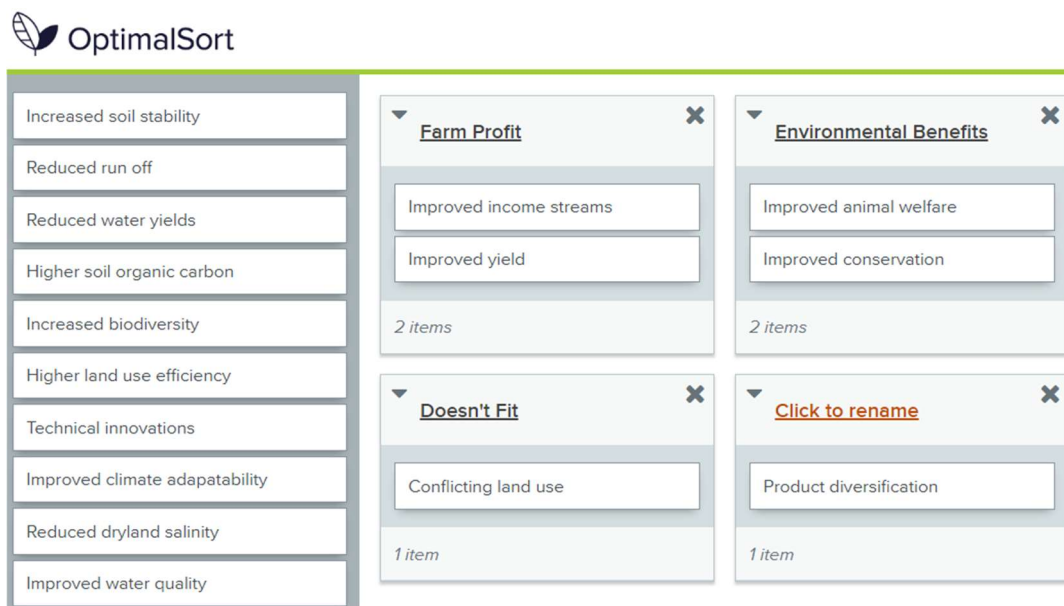 OptimalSort
Increased soil stability
Reduced run off
Reduced water yields
Higher soil organic carbon
Increased biodiversity
Higher land use efficiency
Technical innovations
Improved climate adapatability
Reduced dryland salinity
Improved water quality
Farm Profit
Improved income streams
Improved yield
2 items
Environmental Benefits
Improved animal welfare
Improved conservation
2 items
Doesn't Fit
Conflicting land use
1 item
Click to rename
Product diversification
1 item